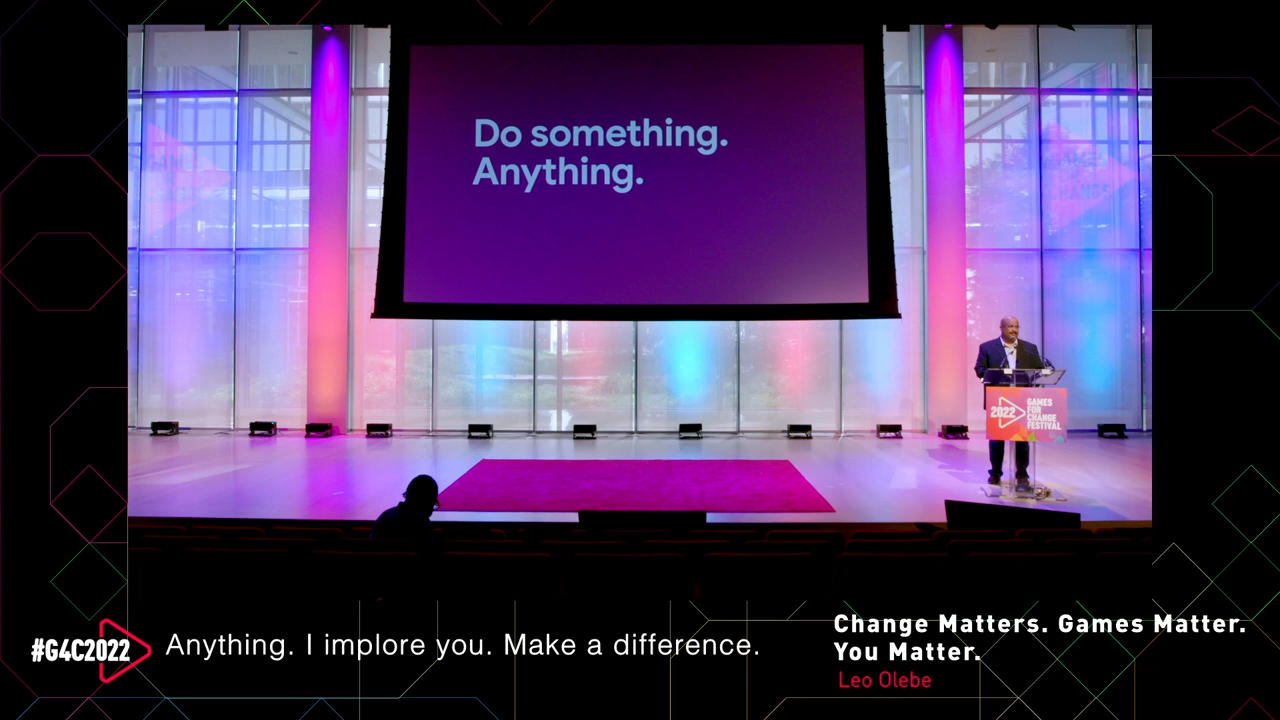 Do something.
Anything.
2022
GAMES
FOR
CHANGE
FESTIVAL
#G4C2022
Anything. I implore you. Make a difference.
Change Matters. Games Matter.
You Matter.
Leo Olebe